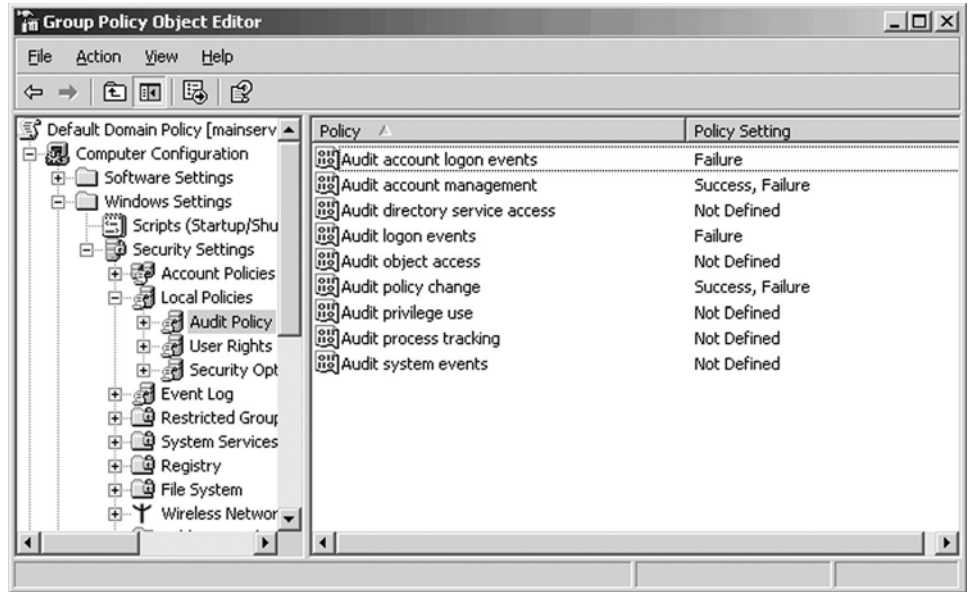 Group Policy Object Editor
File Action View Help
Default Domain Policy [mainserv
Computer Configuration
Software Settings
Windows Settings
Scripts (Startup/Shu
Security Settings
Account Policies
Local Policies
Audit Policy
User Rights
Security Opt
Event Log
Restricted Group
System Services
Registry
File System
Wireless Networ
Policy Policy Setting
Audit account logon events Failure
Audit account management Success, Failure
Audit directory service access Not Defined
Audit logon events Failure
Audit object access Not Defined
Audit policy change Success, Failure
Audit privilege use Not Defined
Audit process tracking Not Defined
Audit system events Not Defined